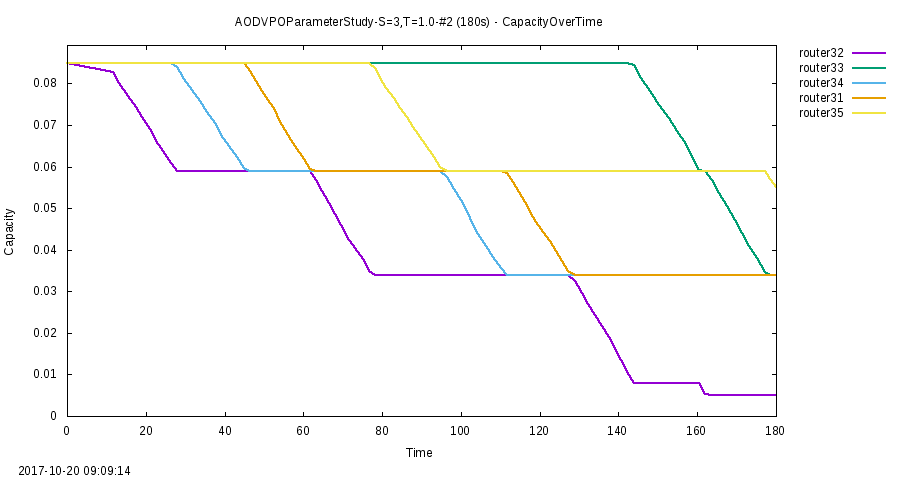 AODVPOParameterStudy-S=3,T=1.0-#2 (180s) - CapacityOverTime
router32
router33
router34
router31
router35
0.08
0.07
0.06
0.05
0.04
0.03
0.02
0.01
0
Capacity
0 20 40 60 80 100 120 140 160 180
Time
2017-10-20 09:09:14